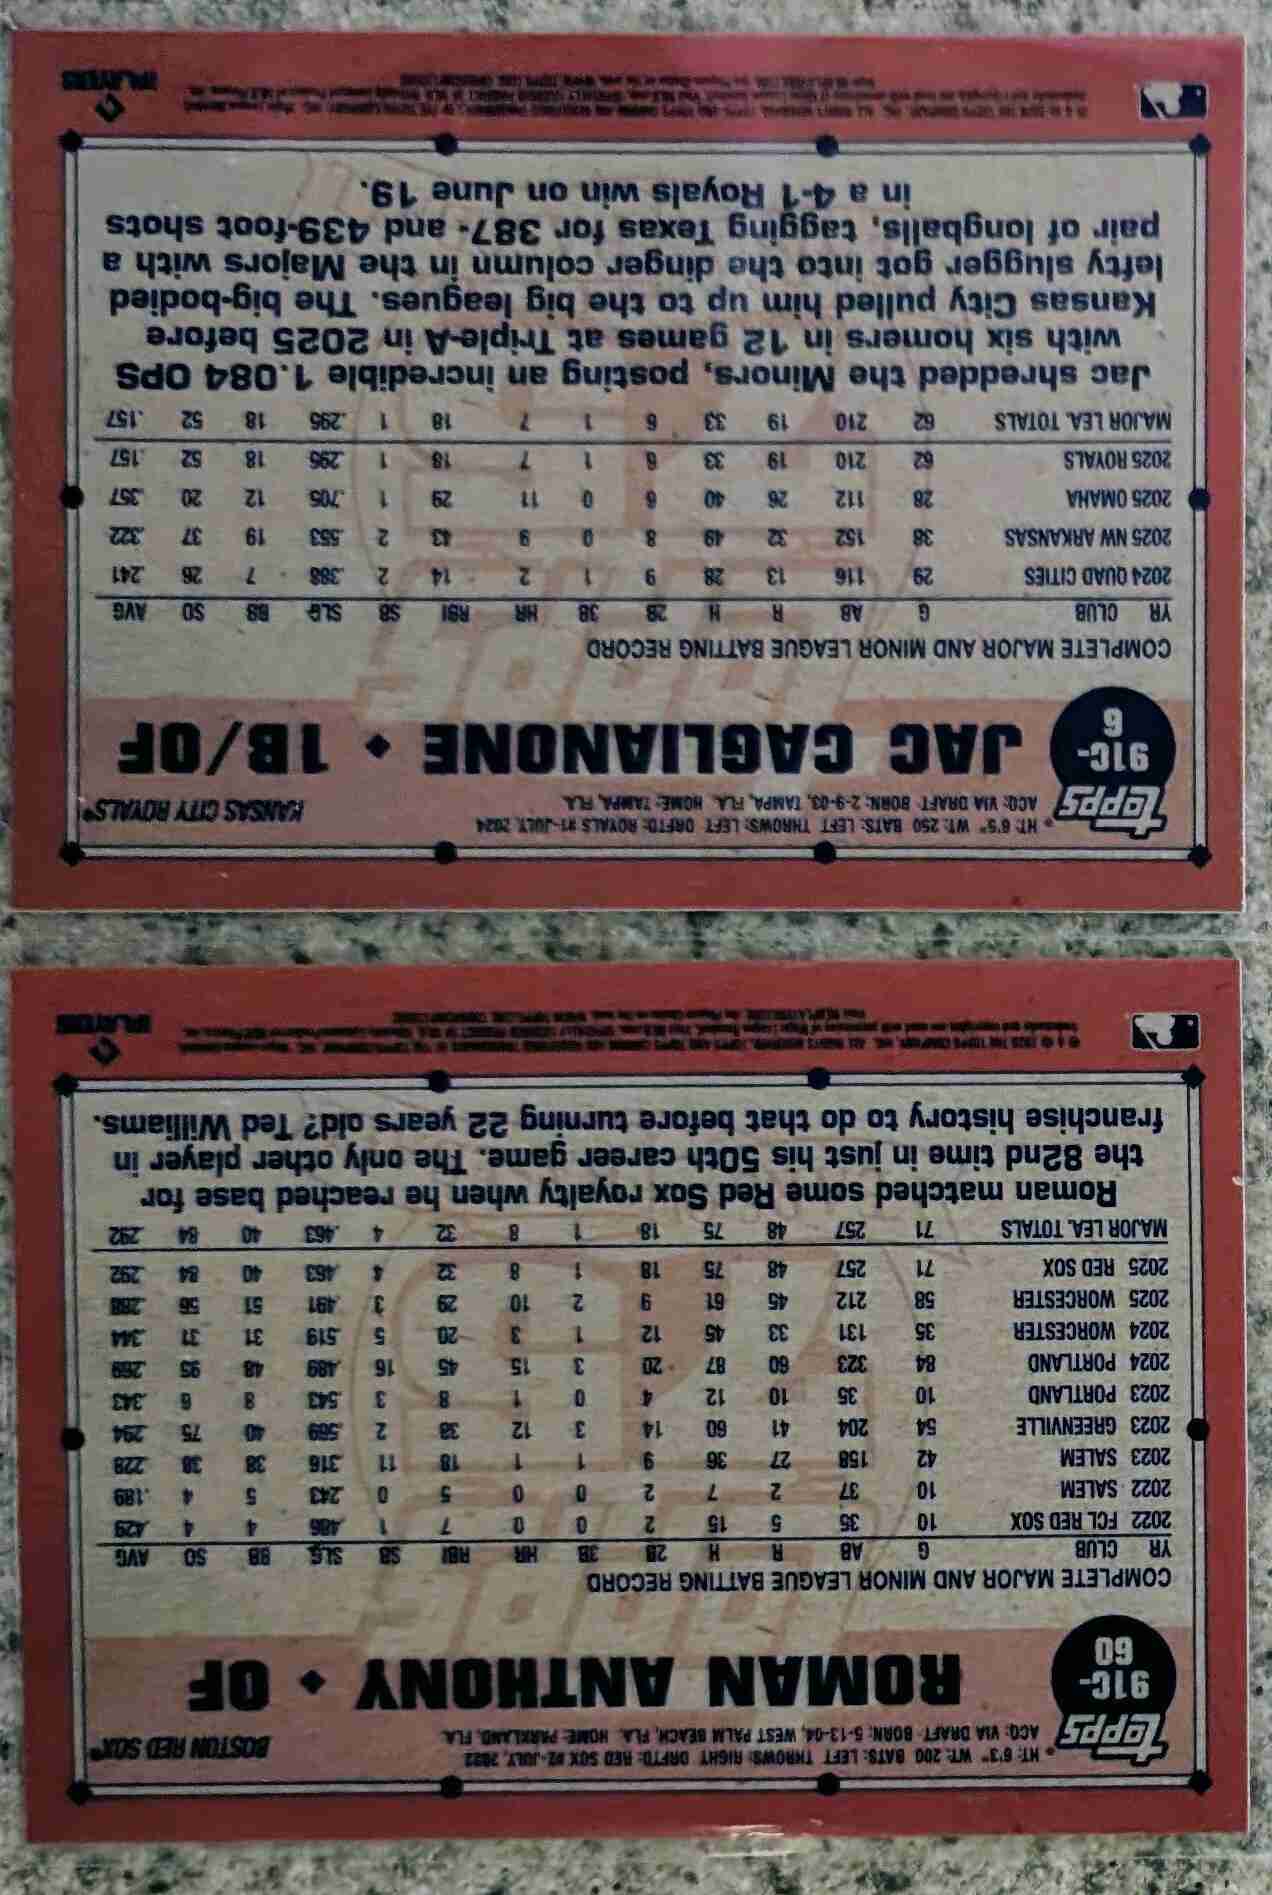 • HT: 6'3" WT: 200 BATS: LEFT THROWS: RIGHT DRFTD: RED SOX #2-JULY, 2022
ACQ: VIA DRAFT BORN: 5-13-04, WEST PALM BEACH, FLA. HOME: PARKLAND, FLA.
BOSTON RED SOX®
Topps
91C-
60
ROMAN ANTHONY ◆ OF
COMPLETE MAJOR AND MINOR LEAGUE BATTING RECORD
YR CLUB G AB R H 2B 3B HR RBI SB SLG BB SO AVG
2022 FCL RED SOX 10 35 5 15 2 0 0 7 1 .486 4 4 .429
2022 SALEM 10 37 2 7 2 0 0 5 0 .243 5 4 .189
2023 SALEM 42 158 27 36 9 1 1 18 11 .316 38 38 .228
2023 GREENVILLE 54 204 41 60 14 3 12 38 2 .569 40 75 .294
2023 PORTLAND 10 35 10 12 4 0 1 8 3 .543 8 6 .343
2024 PORTLAND 84 323 60 87 20 3 15 45 16 .489 48 95 .269
2024 WORCESTER 35 131 33 45 12 1 3 20 5 .519 31 31 .344
2025 WORCESTER 58 212 45 61 9 2 10 29 3 .491 51 56 .288
2025 RED SOX 71 257 48 75 18 1 8 32 4 .463 40 84 .292
MAJOR LEA. TOTALS 71 257 48 75 18 1 8 32 4 .463 40 84 .292
Roman matched some Red Sox royalty when he reached base for
the 82nd time in just his 50th career game. The only other player in
franchise history to do that before turning 22 years old? Ted Williams.
PLAYERS
• HT: 6'5" WT: 250 BATS: LEFT THROWS: LEFT DRFTD: ROYALS #1-JULY, 2024
ACQ: VIA DRAFT BORN: 2-9-03, TAMPA, FLA. HOME: TAMPA, FLA.
KANSAS CITY ROYALS®
Topps
91C-
6
JAC CAGLIANONE ◆ 1B/OF
COMPLETE MAJOR AND MINOR LEAGUE BATTING RECORD
YR CLUB G AB R H 2B 3B HR RBI SB SLG BB SO AVG
2024 QUAD CITIES 29 116 13 28 9 1 2 14 2 .388 7 26 .241
2025 NW ARKANSAS 38 152 32 49 8 0 9 43 2 .553 19 37 .322
2025 OMAHA 28 112 26 40 6 0 11 29 1 .705 12 20 .357
2025 ROYALS 62 210 19 33 6 1 7 18 1 .295 18 52 .157
MAJOR LEA. TOTALS 62 210 19 33 6 1 7 18 1 .295 18 52 .157
Jac shredded the Minors, posting an incredible 1.084 OPS
with six homers in 12 games at Triple-A in 2025 before
Kansas City pulled him up to the big leagues. The big-bodied
lefty slugger got into the dinger column in the Majors with a
pair of longballs, tagging Texas for 387- and 439-foot shots
in a 4-1 Royals win on June 19.
PLAYERS